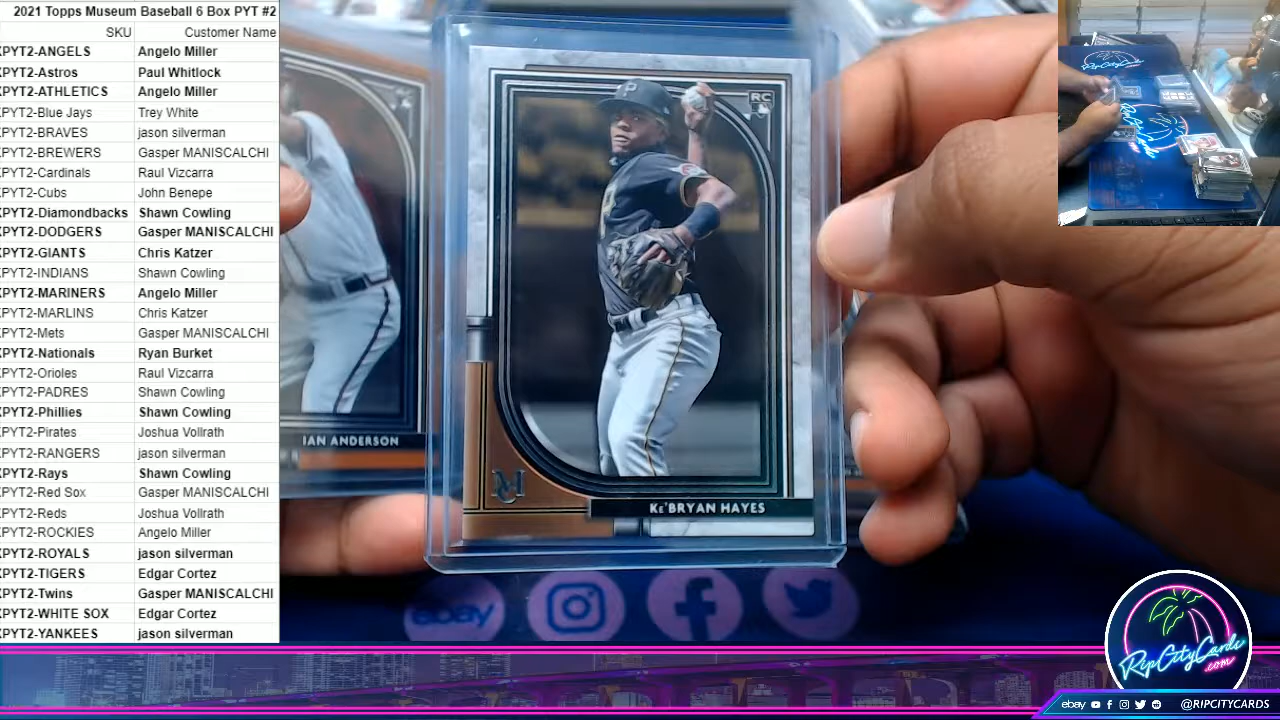 2021 Topps Museum Baseball 6 Box PYT #2
SKU Customer Name
PYT2-ANGELS Angelo Miller
PYT2-Astros Paul Whitlock
PYT2-ATHLETICS Angelo Miller
PYT2-Blue Jays Trey White
PYT2-BRAVES jason silverman
PYT2-BREWERS Gasper MANISCALCHI
PYT2-Cardinals Raul Vizcarra
PYT2-Cubs John Benepe
PYT2-Diamondbacks Shawn Cowling
PYT2-DODGERS Gasper MANISCALCHI
PYT2-GIANTS Chris Katzer
PYT2-INDIANS Shawn Cowling
PYT2-MARINERS Angelo Miller
PYT2-MARLINS Chris Katzer
PYT2-Mets Gasper MANISCALCHI
PYT2-Nationals Ryan Burket
PYT2-Orioles Raul Vizcarra
PYT2-PADRES Shawn Cowling
PYT2-Phillies Shawn Cowling
PYT2-Pirates Joshua Vollrath
PYT2-RANGERS jason silverman
PYT2-Rays Shawn Cowling
PYT2-Red Sox Gasper MANISCALCHI
PYT2-Reds Joshua Vollrath
PYT2-ROCKIES Angelo Miller
PYT2-ROYALS jason silverman
PYT2-TIGERS Edgar Cortez
PYT2-Twins Gasper MANISCALCHI
PYT2-WHITE SOX Edgar Cortez
PYT2-YANKEES jason silverman
RC
P
IAN ANDERSON
M
KE'BRYAN HAYES
ebay
RipCityCards
.com
ebay @RIPCITYCARDS